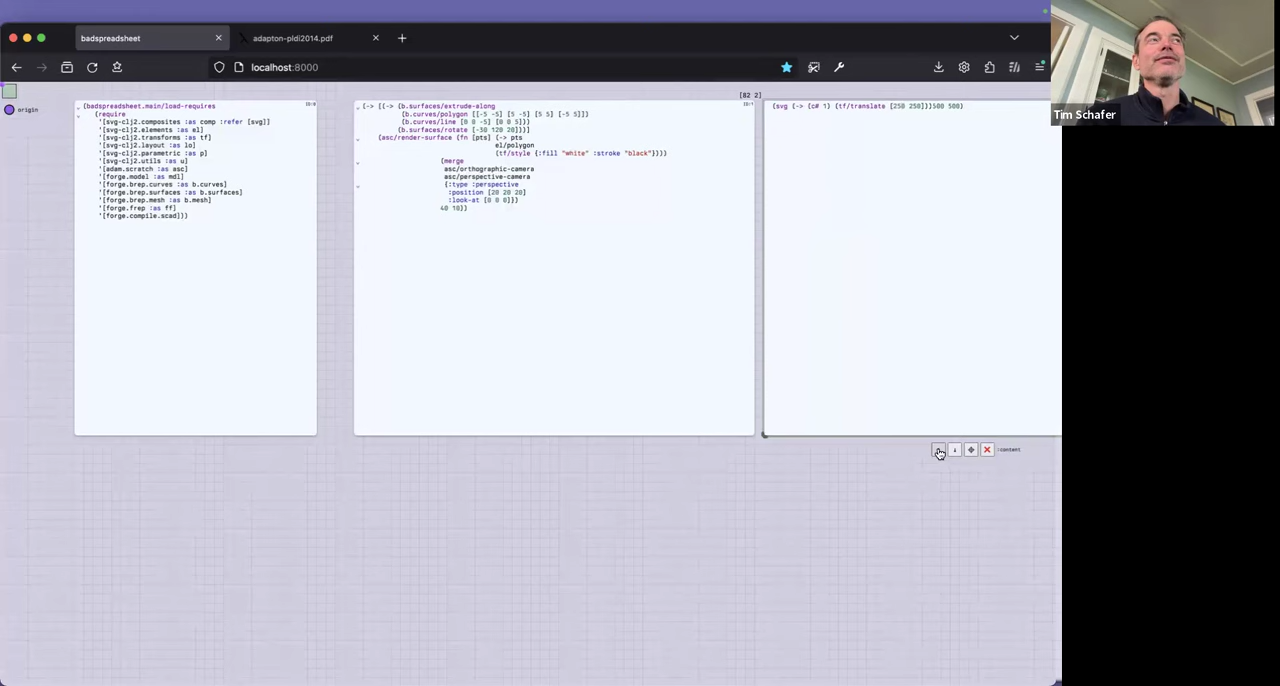 badspreadsheet
adapton-pldi2014.pdf
localhost:8000
Tim Schafer
origin
[82 2]
(badspreadsheet.main/load-requires
(require
'[svg-clj2.composites :as comp :refer [svg]]
'[svg-clj2.elements :as el]
'[svg-clj2.transforms :as tf]
'[svg-clj2.layout :as lo]
'[svg-clj2.parametric :as p]
'[svg-clj2.utils :as u]
'[adam.scratch :as asc]
'[forge.model :as mdl]
'[forge.brep.curves :as b.curves]
'[forge.brep.surfaces :as b.surfaces]
'[forge.brep.mesh :as b.mesh]
'[forge.frep :as ff]
'[forge.compile.scad]))
ID:0
[(-> [(-> (b.surfaces/extrude-along
(b.curves/polygon [[-5 -5] [5 -5] [5 5] [-5 5]])
(b.curves/line [0 0 -5] [0 0 5]))
(b.surfaces/rotate [-30 120 20]))]
(asc/render-surface (fn [pts] (-> pts
el/polygon
(tf/style {:fill "white" :stroke "black"})))
(merge
asc/orthographic-camera
asc/perspective-camera
{:type :perspective
:position [20 20 20]
:look-at [0 0 0]})
40 10))
ID:1
(svg (-> (c# 1) (tf/translate [250 250]))500 500)
:content